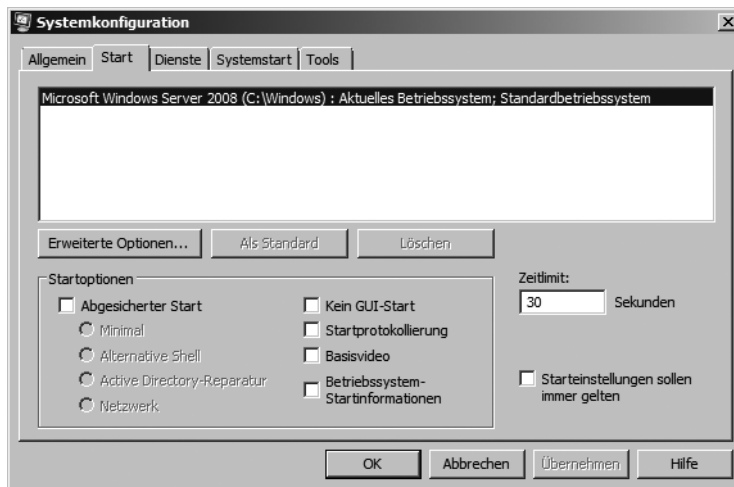 Systemkonfiguration
Allgemein Start Dienste Systemstart Tools
Microsoft Windows Server 2008 (C:\Windows) : Aktuelles Betriebssystem; Standardbetriebssystem
Erweiterte Optionen... Als Standard Löschen
Startoptionen
Abgesicherter Start
Minimal
Alternative Shell
Active Directory-Reparatur
Netzwerk
Kein GUI-Start
Startprotokollierung
Basisvideo
Betriebssystem-
Startinformationen
Zeitlimit:
30 Sekunden
Starteinstellungen sollen
immer gelten
OK Abbrechen Übernehmen Hilfe